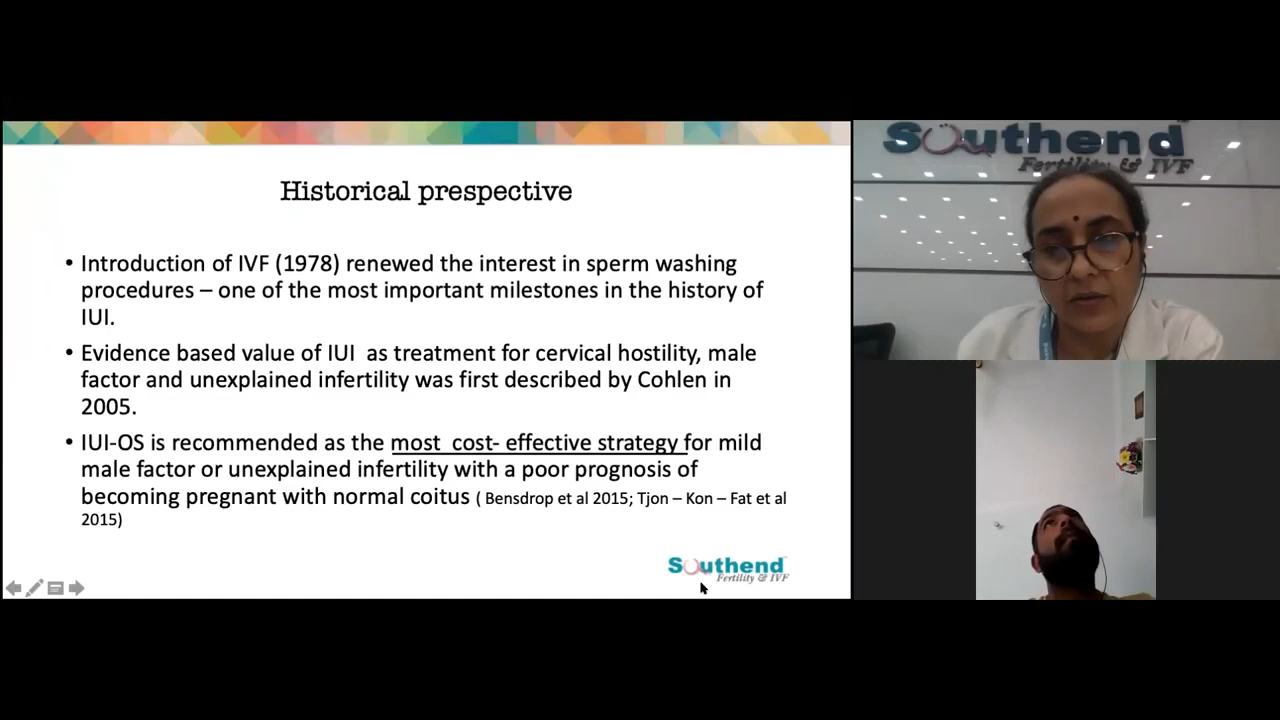 Historical prespective
• Introduction of IVF (1978) renewed the interest in sperm washing
procedures – one of the most important milestones in the history of
IUI.
• Evidence based value of IUI as treatment for cervical hostility, male
factor and unexplained infertility was first described by Cohlen in
2005.
• IUI-OS is recommended as the most cost- effective strategy for mild
male factor or unexplained infertility with a poor prognosis of
becoming pregnant with normal coitus ( Bensdrop et al 2015; Tjon – Kon – Fat et al
2015)
Southend
Fertility & IVF
Southend
Fertility & IVF